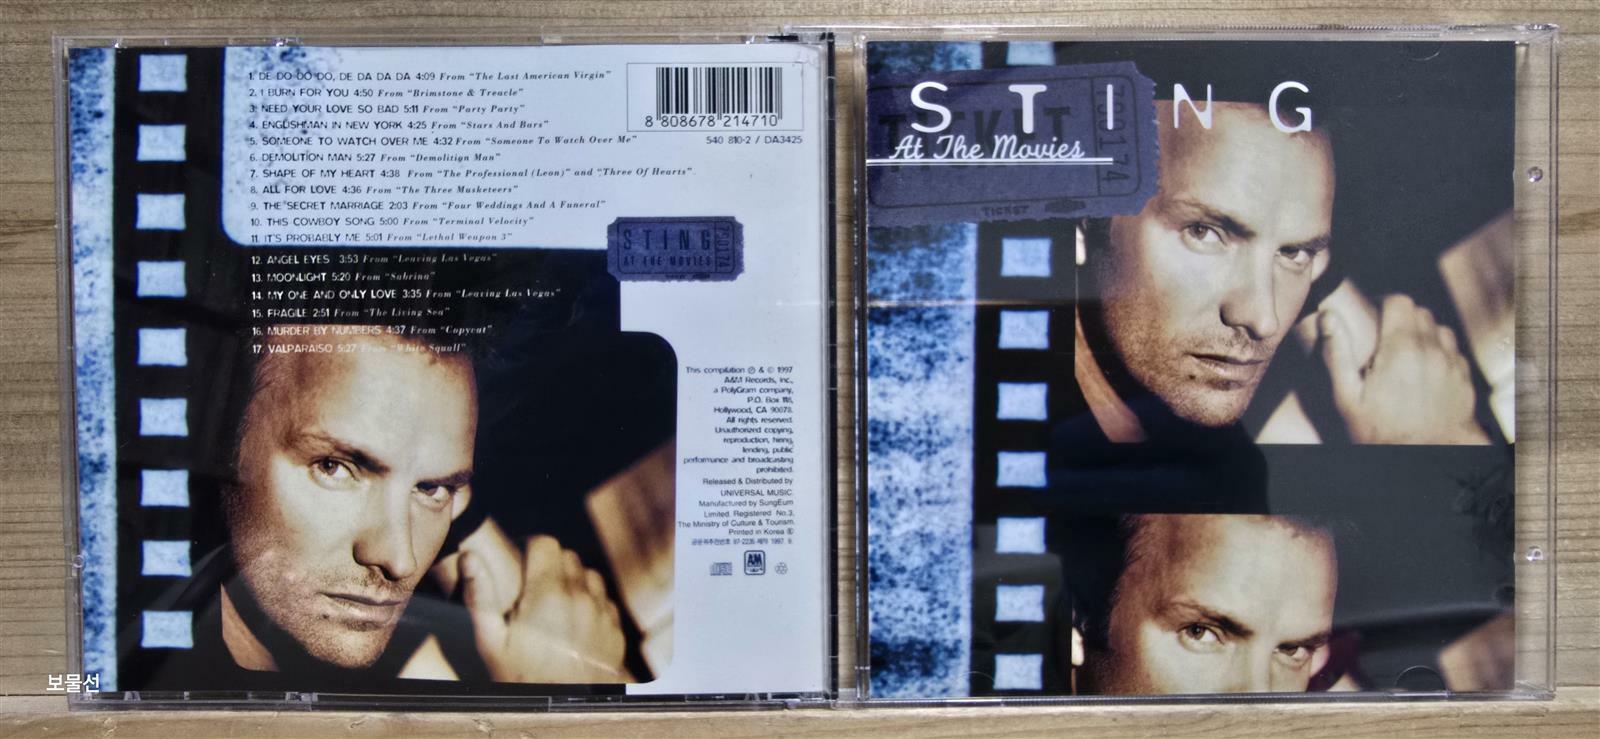 1. DE DO DO DO, DE DA DA DA 4:09 From "The Last American Virgin"
2. I BURN FOR YOU 4:50 From "Brimstone & Treacle"
3. NEED YOUR LOVE SO BAD 5:11 From "Party Party"
4. ENGLISHMAN IN NEW YORK 4:25 From "Stars And Bars"
5. SOMEONE TO WATCH OVER ME 4:32 From "Someone To Watch Over Me"
6. DEMOLITION MAN 5:27 From "Demolition Man"
7. SHAPE OF MY HEART 4:38 From "The Professional (Leon)" and "Three Of Hearts"
8. ALL FOR LOVE 4:36 From "The Three Musketeers"
9. THE SECRET MARRIAGE 2:03 From "Four Weddings And A Funeral"
10. THIS COWBOY SONG 5:00 From "Terminal Velocity"
11. IT'S PROBABLY ME 5:01 From "Lethal Weapon 3"
12. ANGEL EYES 3:53 From "Leaving Las Vegas"
13. MOONLIGHT 5:20 From "Sabrina"
14. MY ONE AND ONLY LOVE 3:35 From "Leaving Las Vegas"
15. FRAGILE 2:51 From "The Living Sea"
16. MURDER BY NUMBERS 4:37 From "Copycat"
17. VALPARAISO 5:27 From "White Squall"
8 808678 214710
540 810-2 / DA3425
STING
AT THE MOVIES
790174
TICKET
This compilation ℗ & © 1997
A&M Records, Inc.,
a PolyGram company,
P.O. Box 118,
Hollywood, CA 90078.
All rights reserved.
Unauthorized copying,
reproduction, hiring,
lending, public
performance and broadcasting
prohibited.
Released & Distributed by
UNIVERSAL MUSIC.
Manufactured by SungEum
Limited. Registered No.3,
The Ministry of Culture & Tourism.
Printed in Korea ⓚ
A&M
보물선
STING
At The Movies
TICKET
790174
TICKET